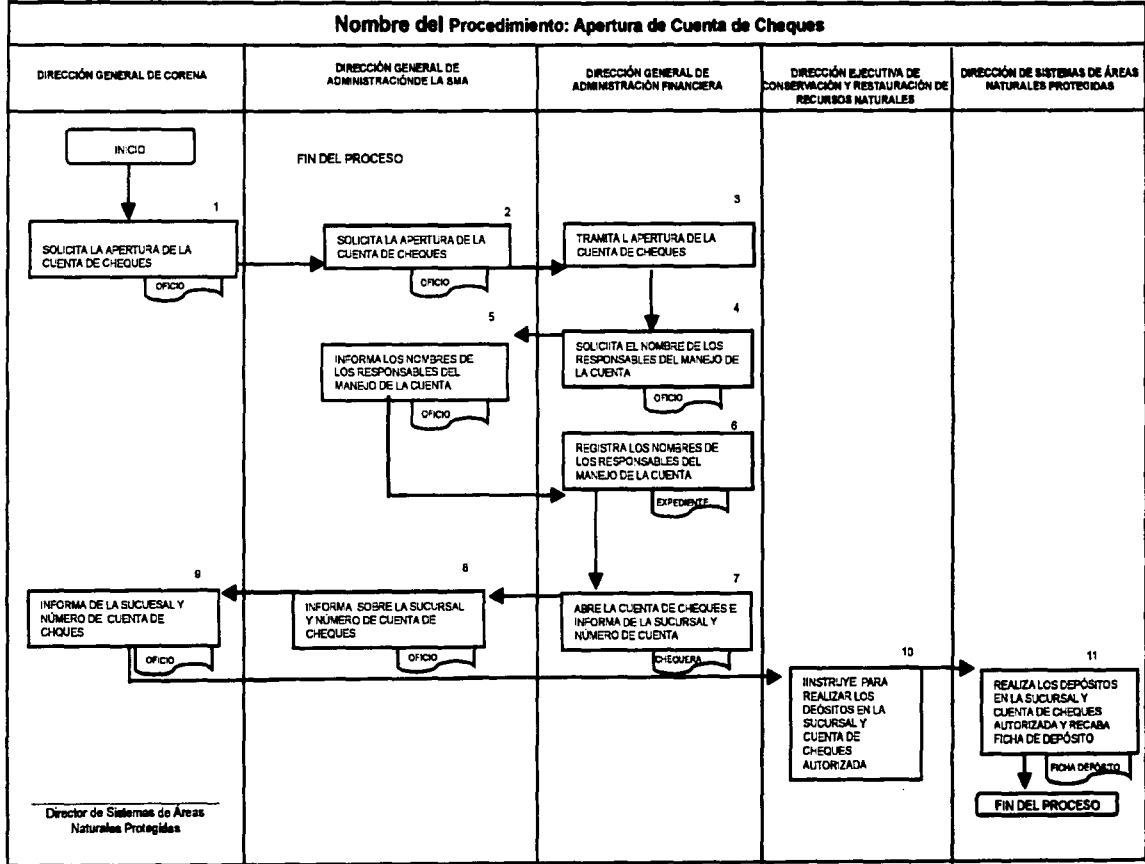 Nombre del Procedimiento: Apertura de Cuenta de Cheques
DIRECCIÓN GENERAL DE CORENA
DIRECCIÓN GENERAL DE
ADMINISTRACIÓNDE LA SMA
DIRECCIÓN GENERAL DE
ADMINISTRACIÓN FINANCIERA
DIRECCIÓN EJECUTIVA DE
CONSERVACIÓN Y RESTAURACIÓN DE
RECURSOS NATURALES
DIRECCIÓN DE SISTEMAS DE ÁREAS
NATURALES PROTEGIDAS
INICIO
FIN DEL PROCESO
1
SOLICITA LA APERTURA DE LA
CUENTA DE CHEQUES
OFICIO
2
SOLICITA LA APERTURA DE LA
CUENTA DE CHEQUES
OFICIO
3
TRAMITA L APERTURA DE LA
CUENTA DE CHEQUES
4
SOLICIITA EL NOMBRE DE LOS
RESPONSABLES DEL MANEJO DE
LA CUENTA
OFICIO
5
INFORMA LOS NOMBRES DE
LOS RESPONSABLES DEL
MANEJO DE LA CUENTA
OFICIO
6
REGISTRA LOS NOMBRES DE
LOS RESPONSABLES DEL
MANEJO DE LA CUENTA
EXPEDIENTE
7
ABRE LA CUENTA DE CHEQUES E
INFORMA DE LA SUCURSAL Y
NÚMERO DE CUENTA
CHEQUERA
8
INFORMA SOBRE LA SUCURSAL
Y NÚMERO DE CUENTA DE
CHEQUES
OFICIO
9
INFORMA DE LA SUCUESAL Y
NÚMERO DE CUENTA DE
CHQUES
OFICIO
10
IINSTRUYE PARA
REALIZAR LOS
DEÓSITOS EN LA
SUCURSAL Y
CUENTA DE
CHEQUES
AUTORIZADA
11
REALIZA LOS DEPÓSITOS
EN LA SUCURSAL Y
CUENTA DE CHEQUES
AUTORIZADA Y RECABA
FICHA DE DEPÓSITO
FICHA DEPÓSITO
FIN DEL PROCESO
Director de Sistemas de Áreas
Naturales Protegidas